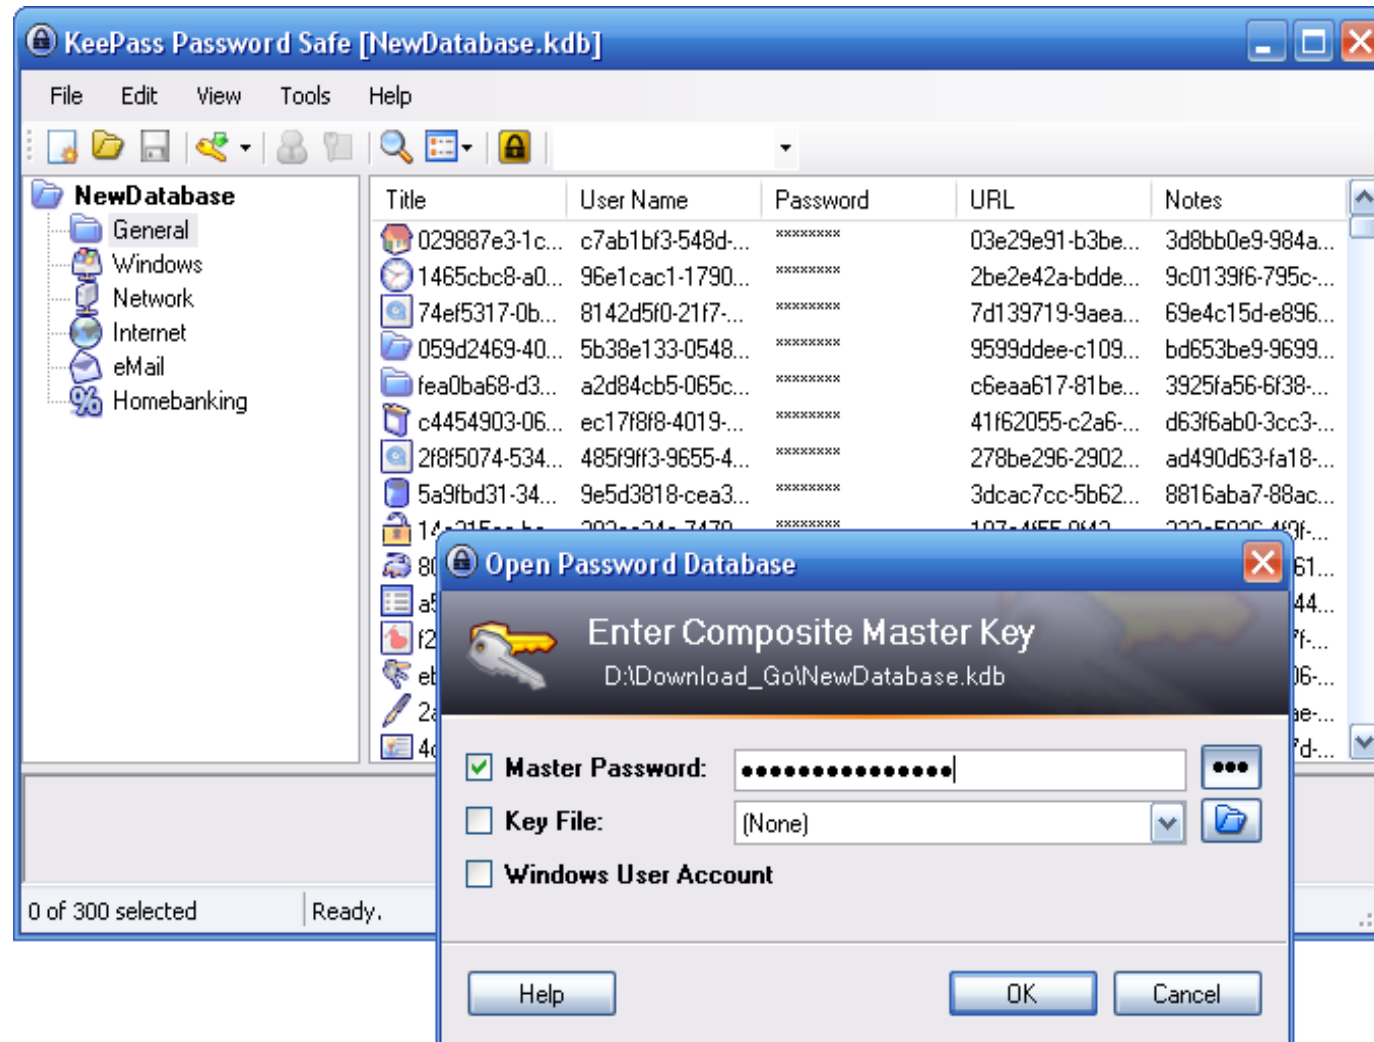 KeePass Password Safe [NewDatabase.kdb]
File Edit View Tools Help
NewDatabase
General
Windows
Network
Internet
eMail
Homebanking
Title User Name Password URL Notes
029887e3-1c... c7ab1bf3-548d-... ******** 03e29e91-b3be... 3d8bb0e9-984a...
1465cbc8-a0... 96e1cac1-1790... ******** 2be2e42a-bdde... 9c0139f6-795c-...
74ef5317-0b... 8142d5f0-21f7-... ******** 7d139719-9aea... 69e4c15d-e896...
059d2469-40... 5b38e133-0548... ******** 9599ddee-c109... bd653be9-9699...
fea0ba68-d3... a2d84cb5-065c... ******** c6eaa617-81be... 3925fa56-6f38-...
c4454903-06... ec17f8f8-4019-... ******** 41f62055-c2a6-... d63f6ab0-3cc3-...
2f8f5074-534... 485f9ff3-9655-4... ******** 278be296-2902... ad490d63-fa18-...
5a9fbd31-34... 9e5d3818-cea3... ******** 3dcac7cc-5b62... 8816aba7-88ac...
Open Password Database
Enter Composite Master Key
D:\Download_Go\NewDatabase.kdb
Master Password: •••••••••••••••
Key File: (None)
Windows User Account
0 of 300 selected Ready.
Help OK Cancel